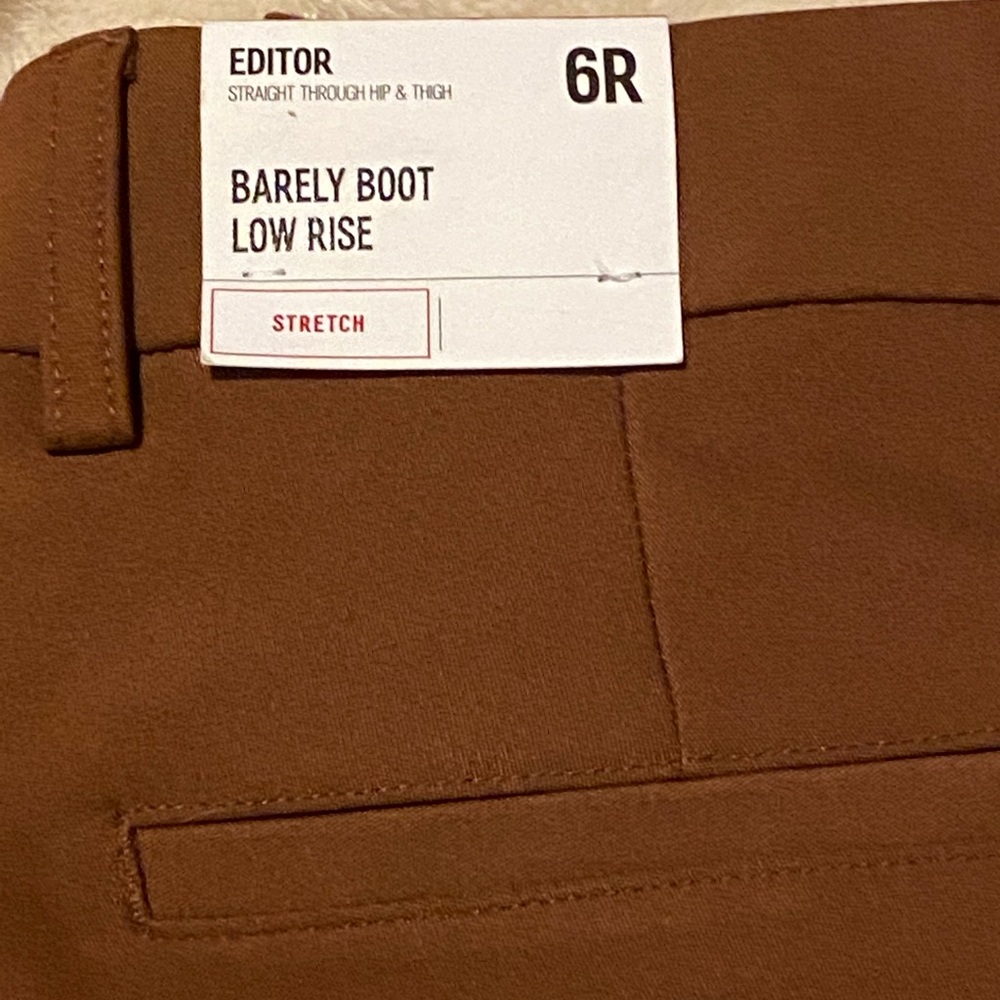 EDITOR
6R
STRAIGHT THROUGH HIP & THIGH
BARELY BOOT
LOW RISE
STRETCH